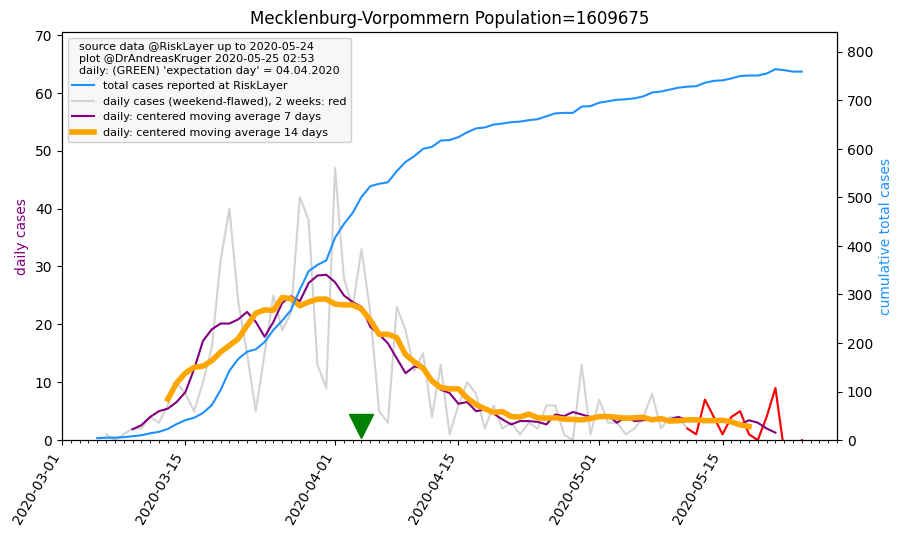 Mecklenburg-Vorpommern Population=1609675
source data @RiskLayer up to 2020-05-24
plot @DrAndreasKruger 2020-05-25 02:53
daily: (GREEN) 'expectation day' = 04.04.2020
total cases reported at RiskLayer
daily cases (weekend-flawed), 2 weeks: red
daily: centered moving average 7 days
daily: centered moving average 14 days
daily cases
70
60
50
40
30
20
10
0
800
700
600
500
400
300
200
100
0
cumulative total cases
2020-03-01
2020-03-15
2020-04-01
2020-04-15
2020-05-01
2020-05-15